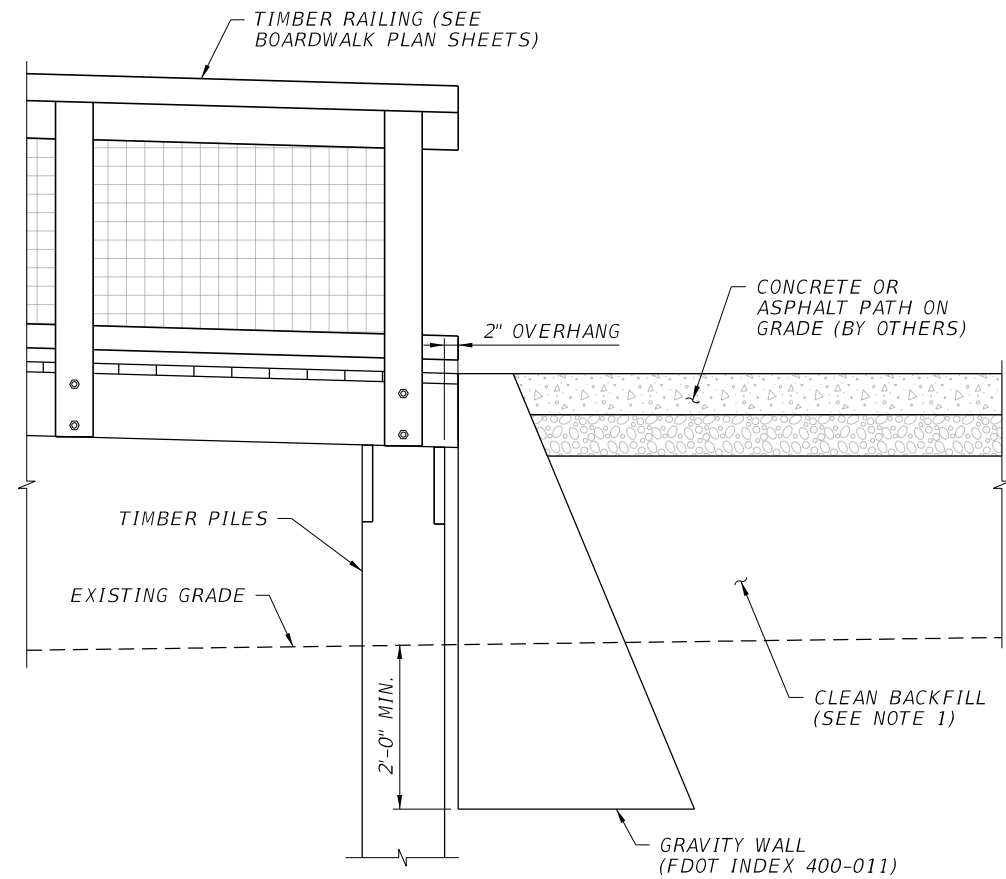 TIMBER RAILING (SEE
BOARDWALK PLAN SHEETS)
CONCRETE OR
ASPHALT PATH ON
GRADE (BY OTHERS)
2" OVERHANG
TIMBER PILES
EXISTING GRADE
2'-0" MIN.
CLEAN BACKFILL
(SEE NOTE 1)
GRAVITY WALL
(FDOT INDEX 400-011)